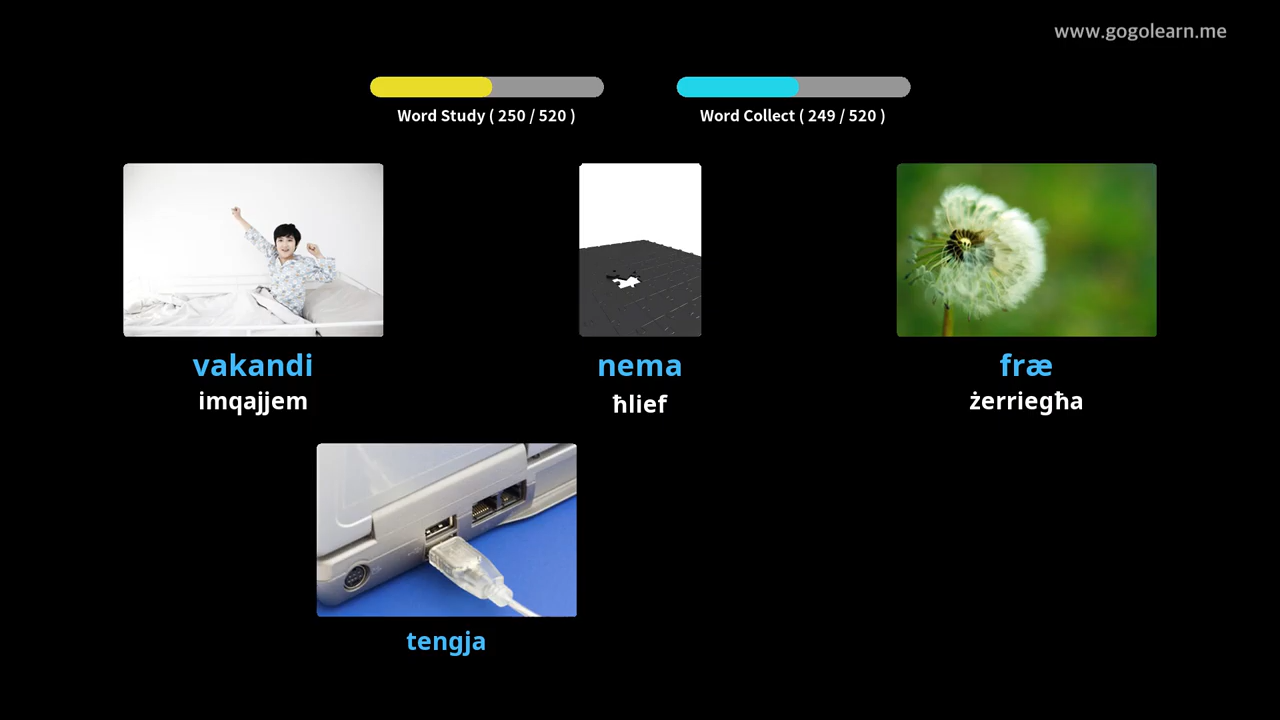 www.gogolearn.me
Word Study ( 250 / 520 )
Word Collect ( 249 / 520 )
vakandi
imqajjem
nema
ħlief
fræ
żerriegħa
tengja